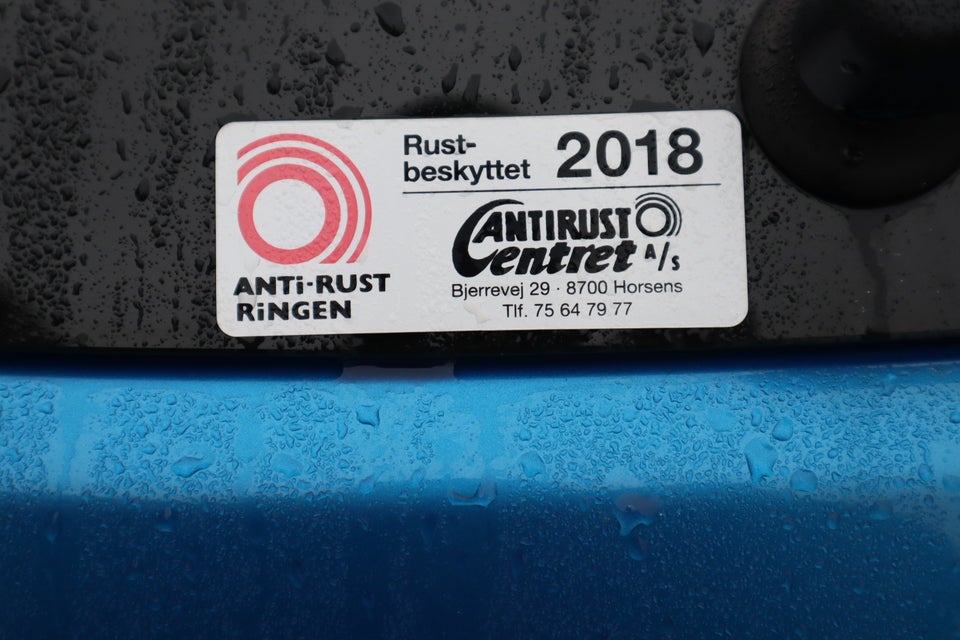 ANTi-RUST
RiNGEN
Rust-
beskyttet 2018
ANTIRUST
Centret A/s
Bjerrevej 29 · 8700 Horsens
Tlf. 75 64 79 77